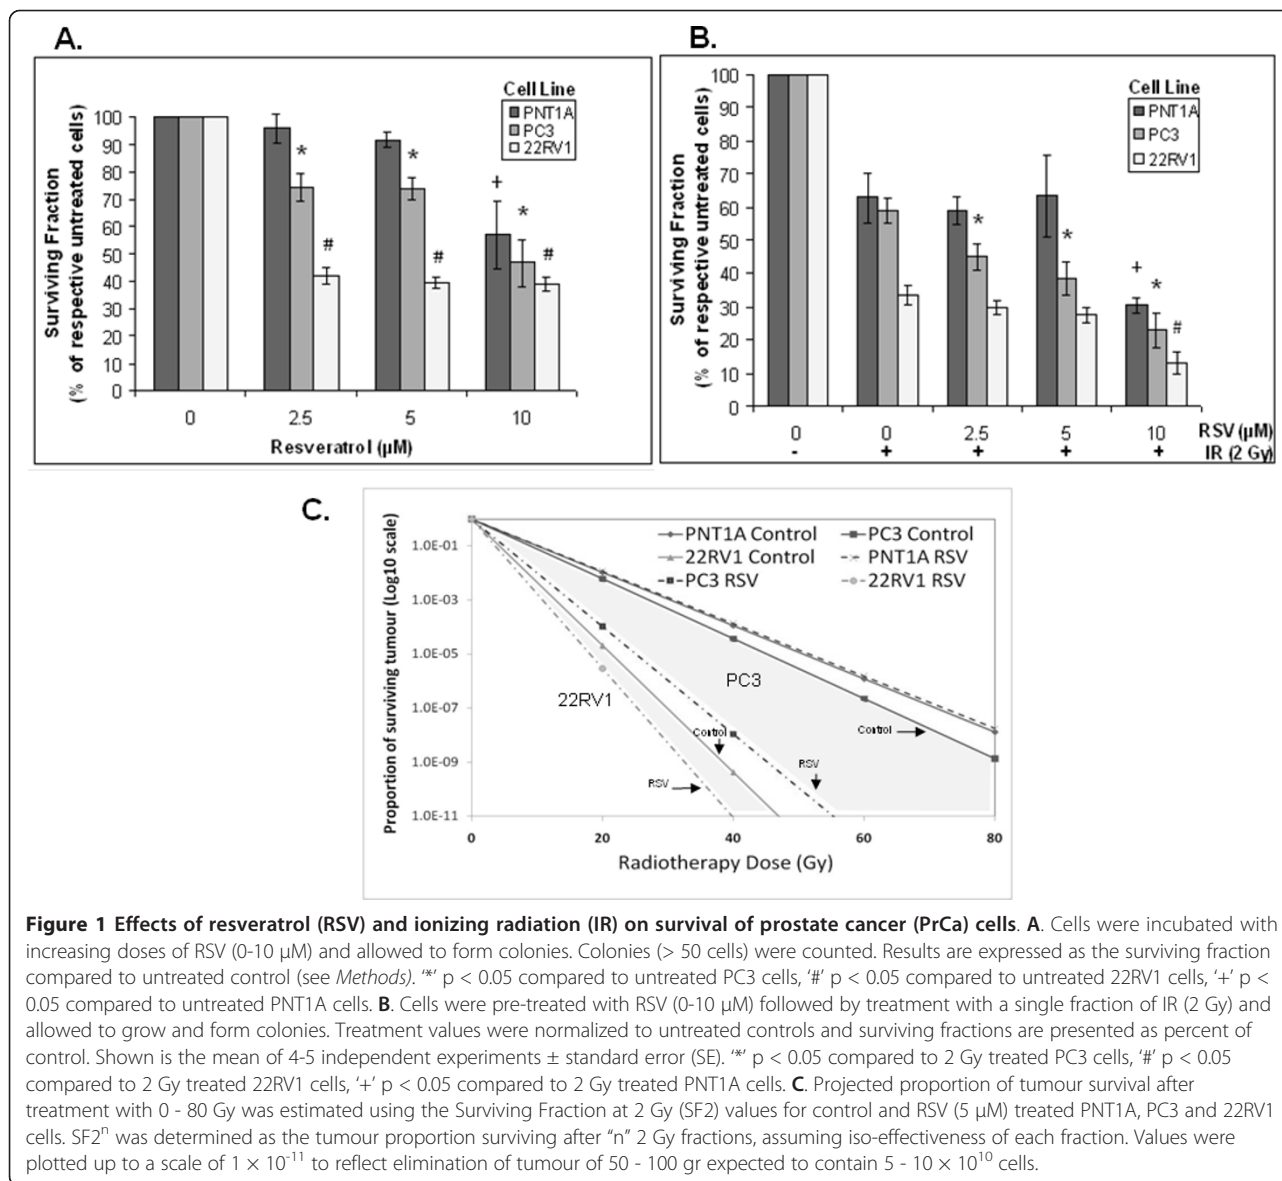 A.
Surviving Fraction
(% of respective untreated cells)
100
90
80
70
60
50
40
30
20
10
0
Cell Line
PNT1A
PC3
22RV1
*
#
*
#
+
*
#
0 2.5 5 10
Resveratrol (µM)
B.
Surviving Fraction
(% of respective untreated cells)
100
90
80
70
60
50
40
30
20
10
0
Cell Line
PNT1A
PC3
22RV1
*
*
+
*
#
0 0 2.5 5 10 RSV (µM)
- + + + + IR (2 Gy)
C.
Proportion of surviving tumour (Log10 scale)
1.0E-01
1.0E-03
1.0E-05
1.0E-07
1.0E-09
1.0E-11
PNT1A Control PC3 Control
22RV1 Control PNT1A RSV
PC3 RSV 22RV1 RSV
PC3
22RV1
Control
Control
RSV
RSV
0 20 40 60 80
Radiotherapy Dose (Gy)
Figure 1 Effects of resveratrol (RSV) and ionizing radiation (IR) on survival of prostate cancer (PrCa) cells. A. Cells were incubated with
increasing doses of RSV (0-10 µM) and allowed to form colonies. Colonies (> 50 cells) were counted. Results are expressed as the surviving fraction
compared to untreated control (see Methods). ‘*’ p < 0.05 compared to untreated PC3 cells, ‘#’ p < 0.05 compared to untreated 22RV1 cells, ‘+’ p <
0.05 compared to untreated PNT1A cells. B. Cells were pre-treated with RSV (0-10 µM) followed by treatment with a single fraction of IR (2 Gy) and
allowed to grow and form colonies. Treatment values were normalized to untreated controls and surviving fractions are presented as percent of
control. Shown is the mean of 4-5 independent experiments ± standard error (SE). ‘*’ p < 0.05 compared to 2 Gy treated PC3 cells, ‘#’ p < 0.05
compared to 2 Gy treated 22RV1 cells, ‘+’ p < 0.05 compared to 2 Gy treated PNT1A cells. C. Projected proportion of tumour survival after
treatment with 0 - 80 Gy was estimated using the Surviving Fraction at 2 Gy (SF2) values for control and RSV (5 µM) treated PNT1A, PC3 and 22RV1
cells. SF2ⁿ was determined as the tumour proportion surviving after “n” 2 Gy fractions, assuming iso-effectiveness of each fraction. Values were
plotted up to a scale of 1 × 10⁻¹¹ to reflect elimination of tumour of 50 - 100 gr expected to contain 5 - 10 × 10¹⁰ cells.